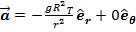 a⃗ = −(gR²T / r²) ê_r + 0ê_θ